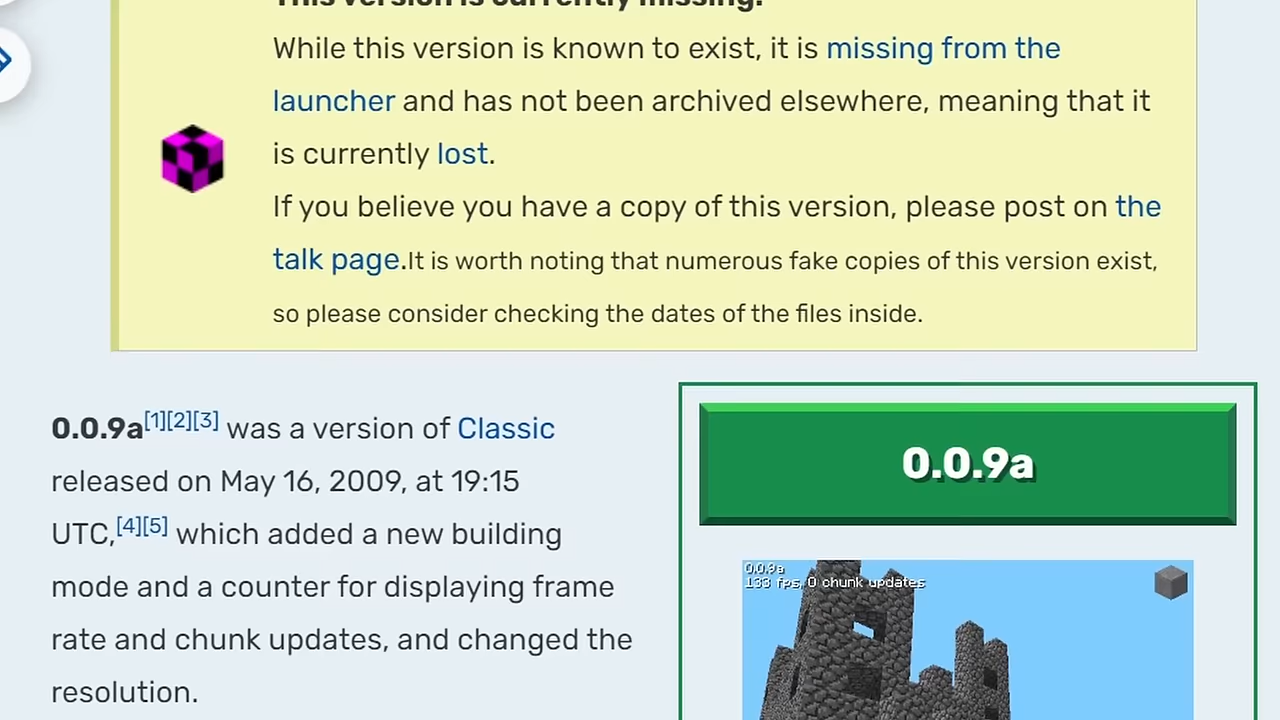 This version is currently missing.
While this version is known to exist, it is missing from the
launcher and has not been archived elsewhere, meaning that it
is currently lost.
If you believe you have a copy of this version, please post on the
talk page.It is worth noting that numerous fake copies of this version exist,
so please consider checking the dates of the files inside.
0.0.9a[1][2][3] was a version of Classic
released on May 16, 2009, at 19:15
UTC,[4][5] which added a new building
mode and a counter for displaying frame
rate and chunk updates, and changed the
resolution.
0.0.9a
0.0.9a
133 fps, 0 chunk updates